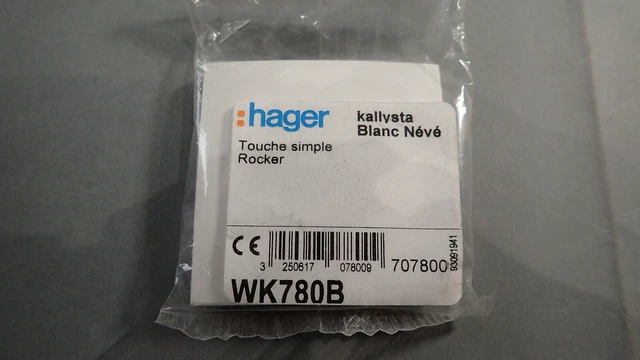 :hager
kallysta
Blanc Névé
Touche simple
Rocker
CE
3 250617 078009
707800
93091941
WK780B